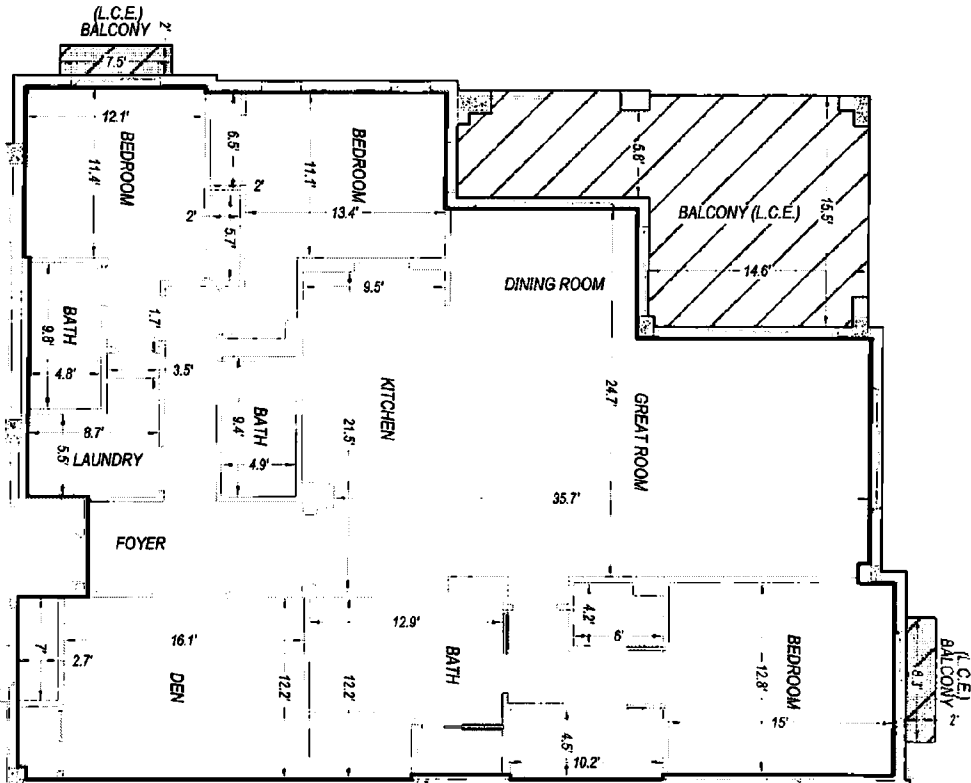 (L.C.E.)
BALCONY
2'
7.5'
12.1'
BEDROOM
11.4'
6.5'
2'
2'
5.7'
11.1'
BEDROOM
13.4'
5.6'
BALCONY (L.C.E.)
15.5'
14.6'
DINING ROOM
9.5'
BATH
9.8'
4.8'
1.7'
3.5'
8.7'
5.5'
LAUNDRY
BATH
9.4'
4.9'
KITCHEN
21.5'
24.7'
GREAT ROOM
35.7'
FOYER
7'
2.7'
16.1'
DEN
12.2'
12.9'
12.2'
BATH
4.2'
6'
4.5'
10.2'
12.8'
BEDROOM
15'
(L.C.E.)
BALCONY
8.3'
2'